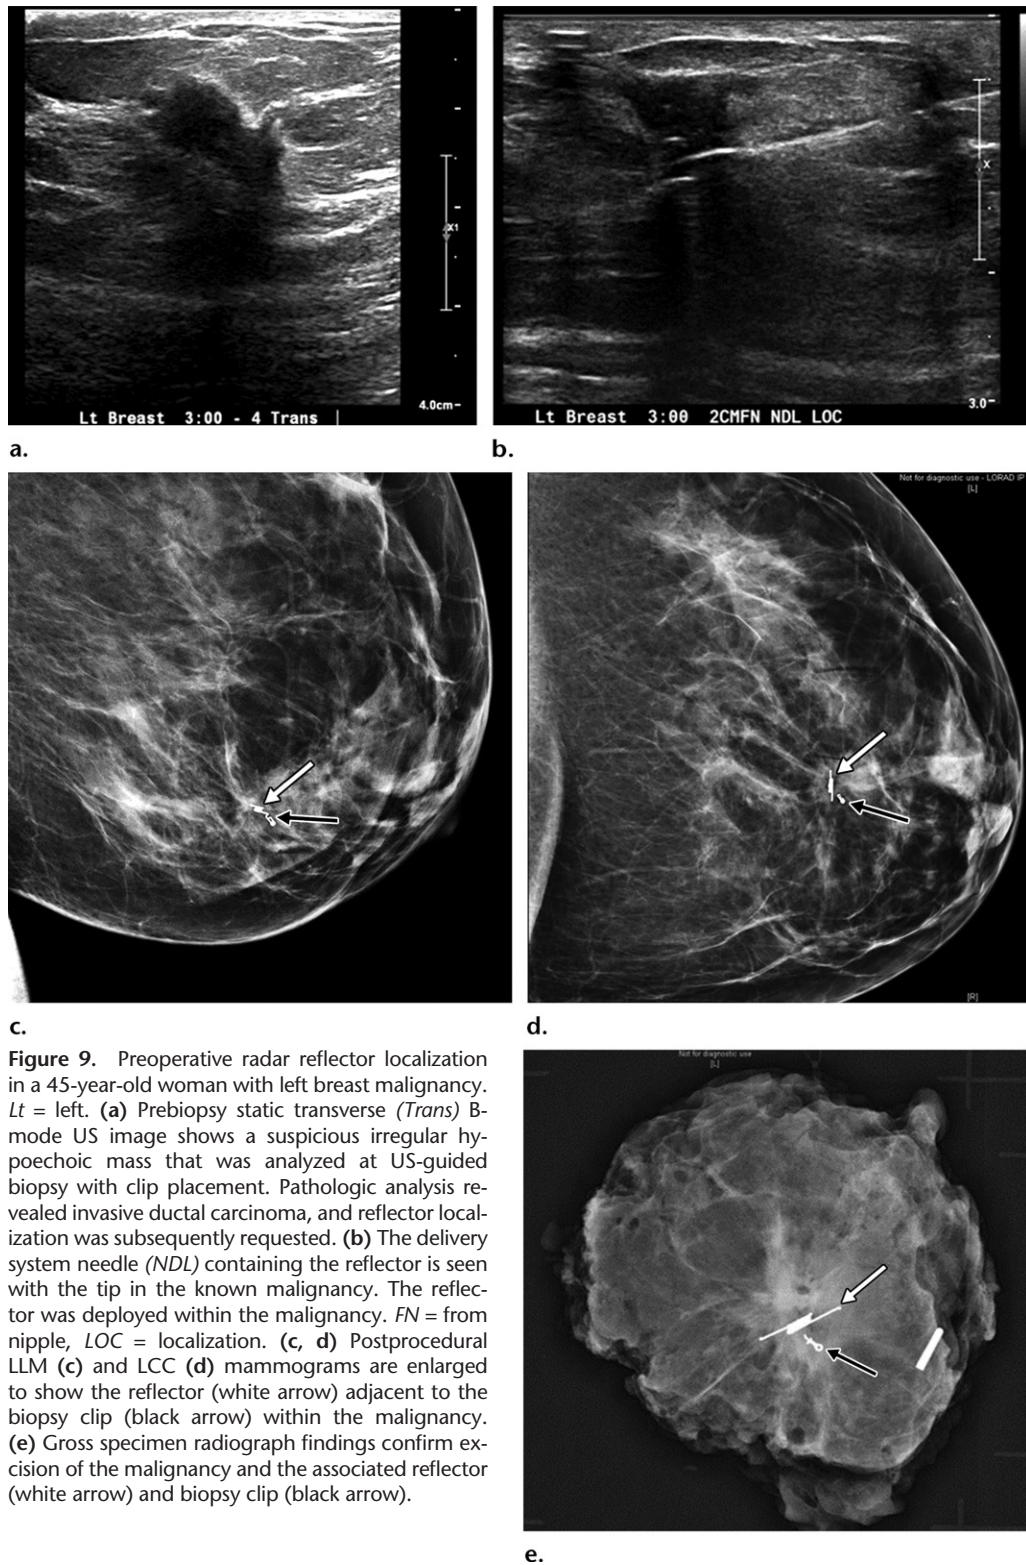 X1
4.0cm
Lt Breast 3:00 - 4 Trans
X
3.0
Lt Breast 3:00 2CMFN NDL LOC
a.
b.
Not for diagnostic use - LORAD IP
[L]
[R]
c.
d.
Figure 9. Preoperative radar reflector localization
in a 45-year-old woman with left breast malignancy.
Lt = left. (a) Prebiopsy static transverse (Trans) B-
mode US image shows a suspicious irregular hy-
poechoic mass that was analyzed at US-guided
biopsy with clip placement. Pathologic analysis re-
vealed invasive ductal carcinoma, and reflector local-
ization was subsequently requested. (b) The delivery
system needle (NDL) containing the reflector is seen
with the tip in the known malignancy. The reflec-
tor was deployed within the malignancy. FN = from
nipple, LOC = localization. (c, d) Postprocedural
LLM (c) and LCC (d) mammograms are enlarged
to show the reflector (white arrow) adjacent to the
biopsy clip (black arrow) within the malignancy.
(e) Gross specimen radiograph findings confirm ex-
cision of the malignancy and the associated reflector
(white arrow) and biopsy clip (black arrow).
Not for diagnostic use
[L]
e.